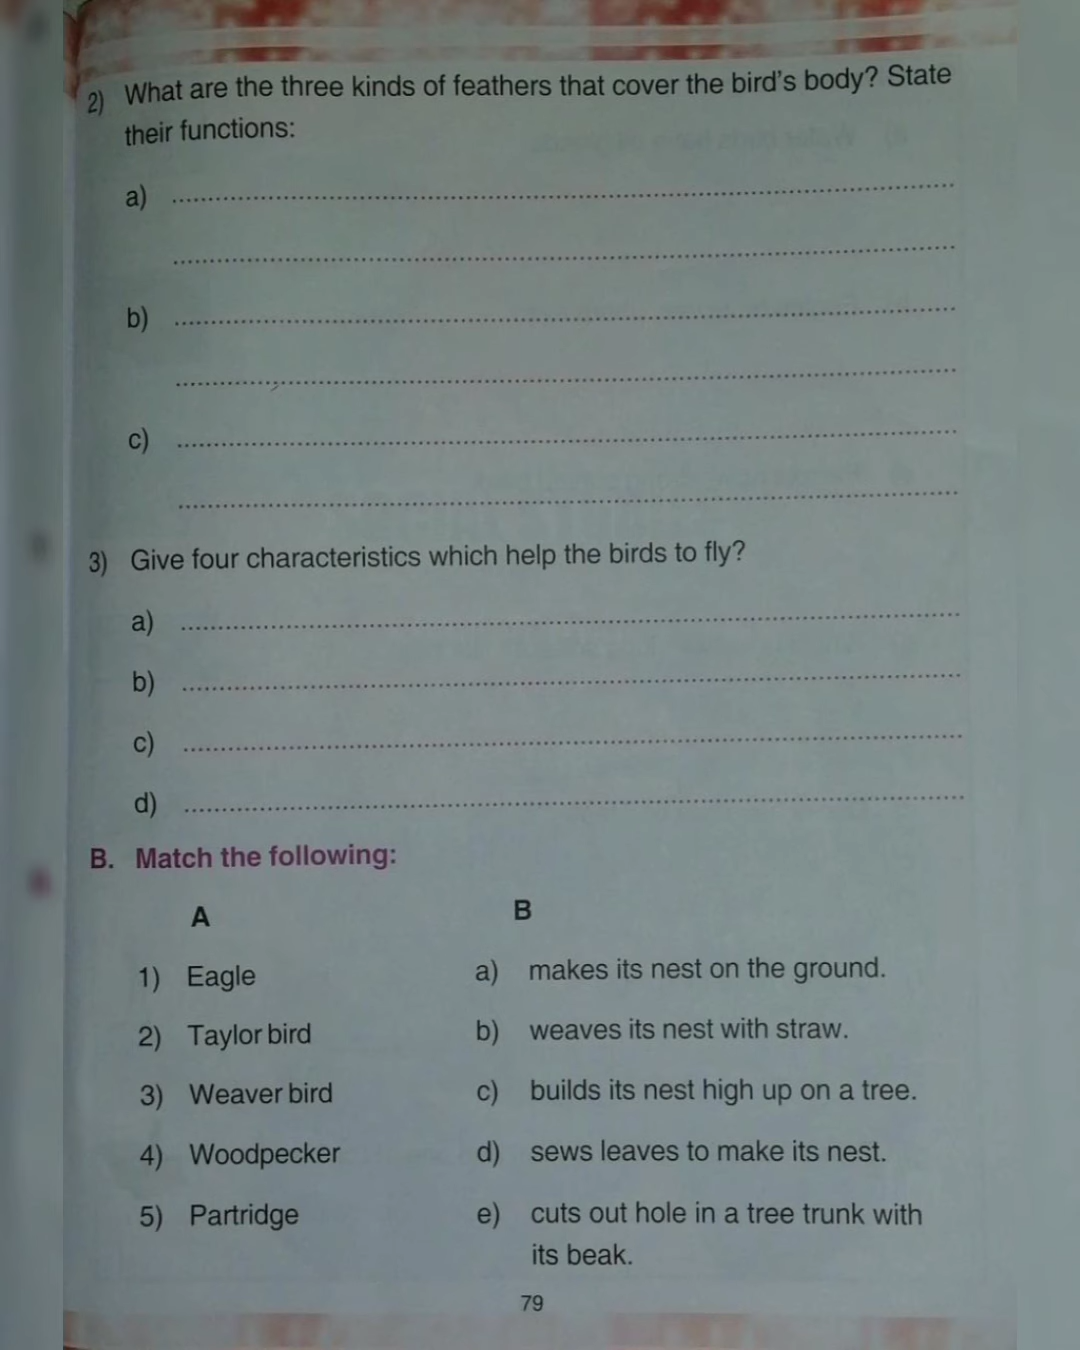 2) What are the three kinds of feathers that cover the bird's body? State
their functions:
a) ........................................
........................................
b) ........................................
........................................
c) ........................................
........................................
3) Give four characteristics which help the birds to fly?
a) ........................................
b) ........................................
c) ........................................
d) ........................................
B. Match the following:
A B
1) Eagle a) makes its nest on the ground.
2) Taylor bird b) weaves its nest with straw.
3) Weaver bird c) builds its nest high up on a tree.
4) Woodpecker d) sews leaves to make its nest.
5) Partridge e) cuts out hole in a tree trunk with
its beak.
79